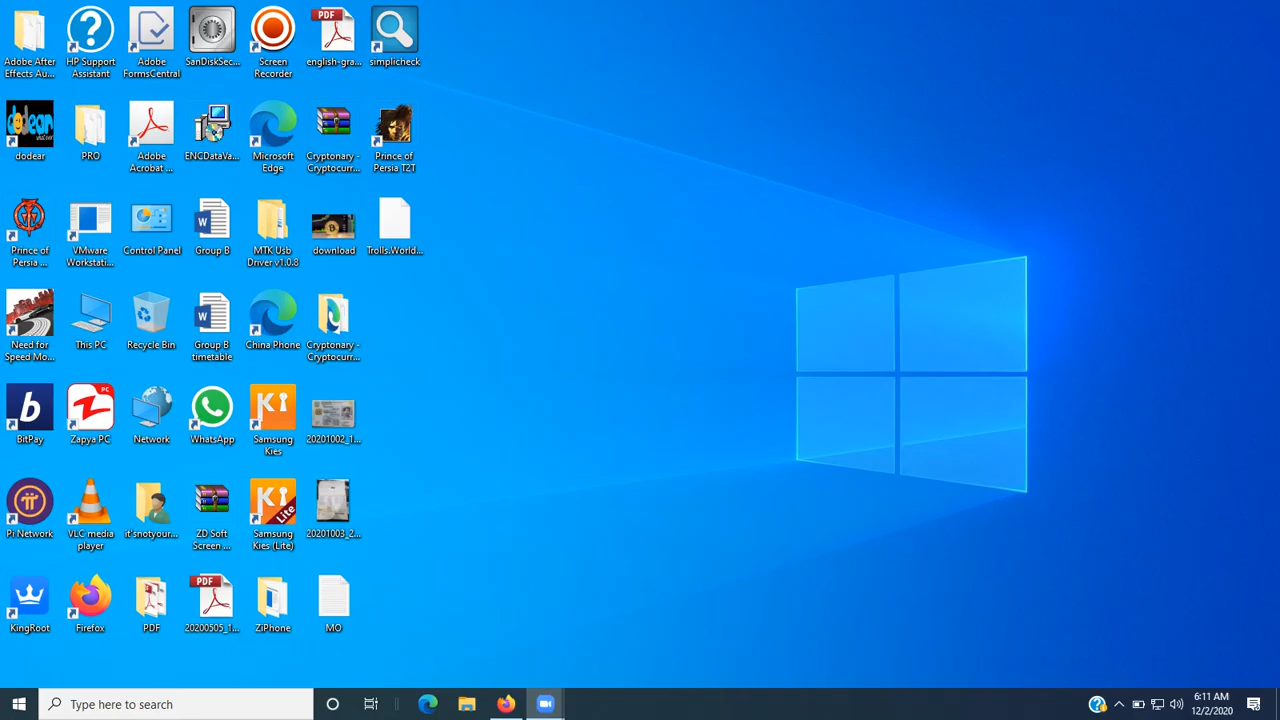 Adobe After
Effects Au...
HP Support
Assistant
Adobe
FormsCentral
SanDiskSec...
Screen
Recorder
PDF
english-gra...
simplicheck
dodear
PRO
Adobe
Acrobat ...
ENCDataVa...
Microsoft
Edge
Cryptonary -
Cryptocurr...
Prince of
Persia T2T
Prince of
Persia ...
VMware
Workstati...
Control Panel
Group B
MTK Usb
Driver v1.0.8
download
Trolls.World...
Need for
Speed Mo...
This PC
Recycle Bin
Group B
timetable
China Phone
Cryptonary -
Cryptocurr...
b
BitPay
PC
Zapya PC
Network
WhatsApp
Ki
Samsung
Kies
20201002_1...
Pi Network
VLC media
player
it'snotyour...
ZD Soft
Screen ...
Ki
Lite
Samsung
Kies (Lite)
20201003_2...
KingRoot
Firefox
PDF
PDF
20200505_1...
ZiPhone
MO
Type here to search
6:11 AM
12/2/2020